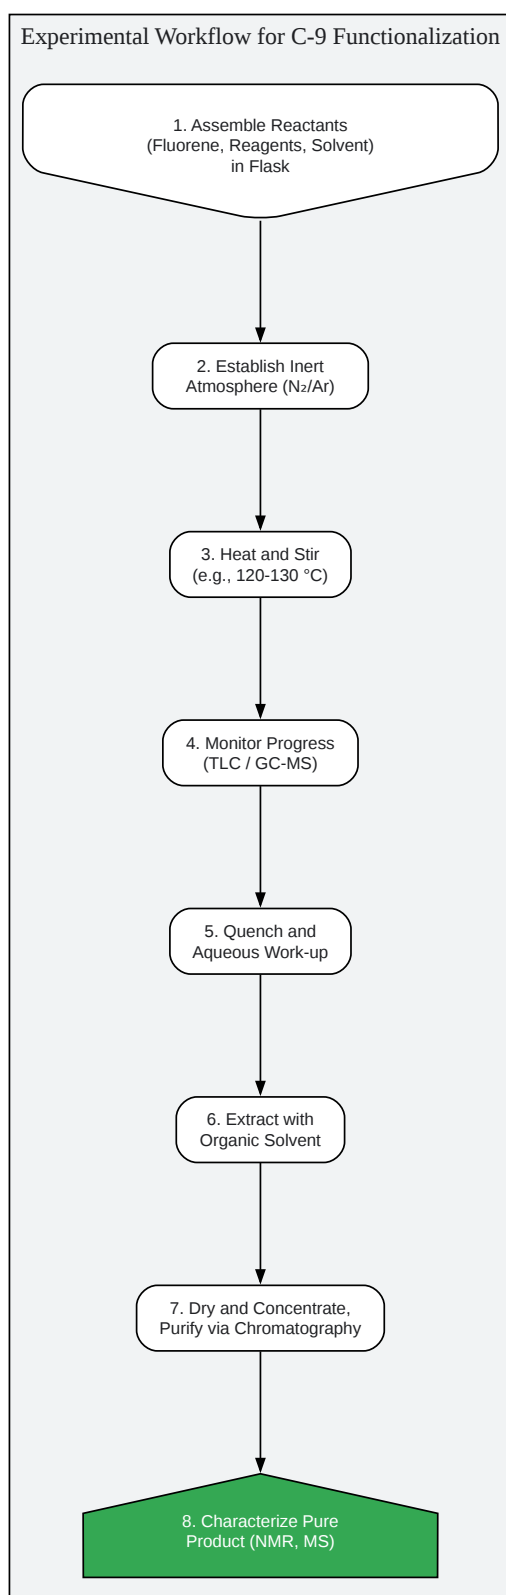 Experimental Workflow for C-9 Functionalization
1. Assemble Reactants
(Fluorene, Reagents, Solvent)
in Flask
2. Establish Inert
Atmosphere (N₂/Ar)
3. Heat and Stir
(e.g., 120-130 °C)
4. Monitor Progress
(TLC / GC-MS)
5. Quench and
Aqueous Work-up
6. Extract with
Organic Solvent
7. Dry and Concentrate,
Purify via Chromatography
8. Characterize Pure
Product (NMR, MS)